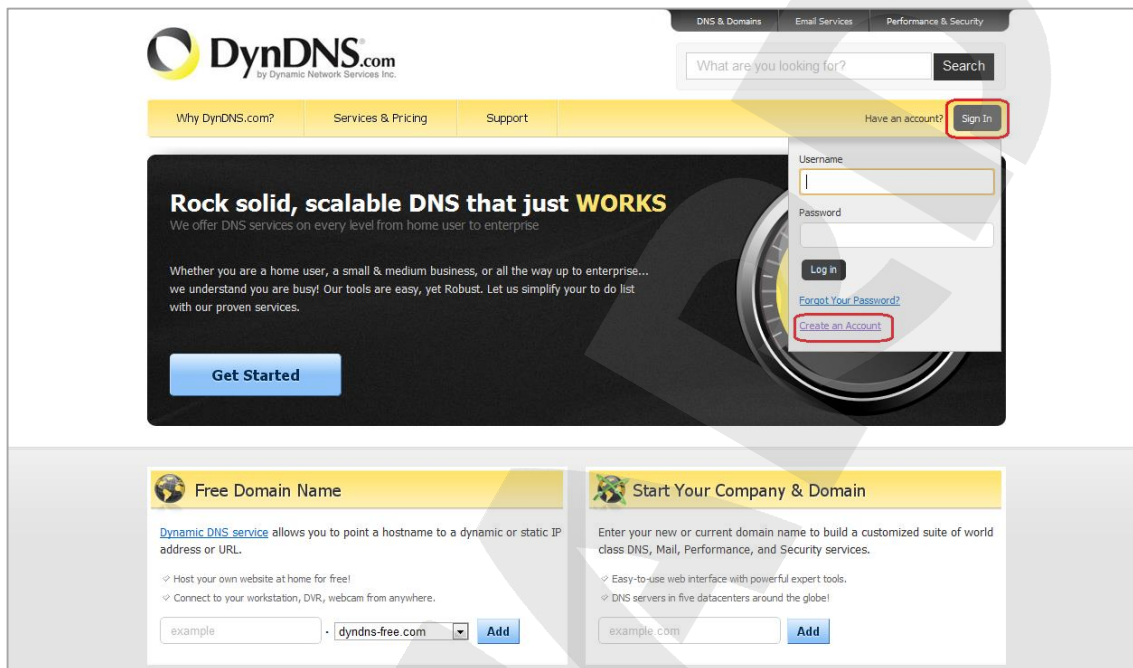 DNS & Domains Email Services Performance & Security
DynDNS.com
by Dynamic Network Services Inc.
What are you looking for? Search
Why DynDNS.com? Services & Pricing Support Have an account? Sign In
Username
Password
Log in
Forgot Your Password?
Create an Account
Rock solid, scalable DNS that just WORKS
We offer DNS services on every level from home user to enterprise
Whether you are a home user, a small & medium business, or all the way up to enterprise...
we understand you are busy! Our tools are easy, yet Robust. Let us simplify your to do list
with our proven services.
Get Started
Free Domain Name
Dynamic DNS service allows you to point a hostname to a dynamic or static IP
address or URL.
Host your own website at home for free!
Connect to your workstation, DVR, webcam from anywhere.
example . dyndns-free.com Add
Start Your Company & Domain
Enter your new or current domain name to build a customized suite of world
class DNS, Mail, Performance, and Security services.
Easy-to-use web interface with powerful expert tools.
DNS servers in five datacenters around the globe!
example.com Add